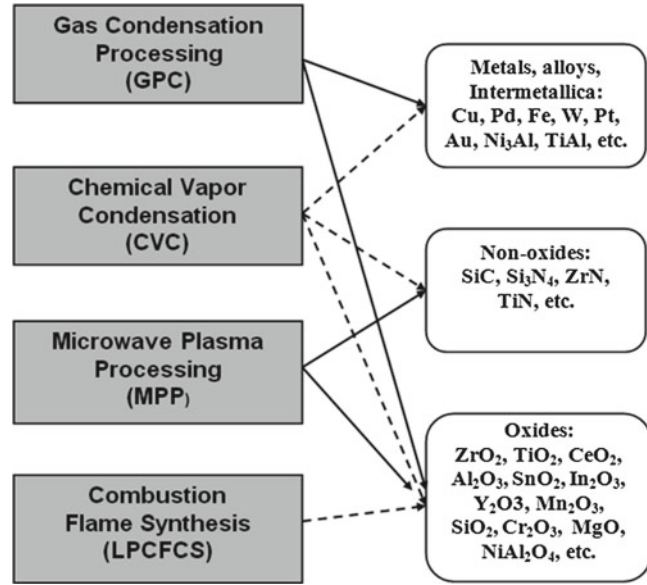 Gas Condensation
Processing
(GPC)
Chemical Vapor
Condensation
(CVC)
Microwave Plasma
Processing
(MPP)
Combustion
Flame Synthesis
(LPCFCS)
Metals, alloys,
Intermetallica:
Cu, Pd, Fe, W, Pt,
Au, Ni₃Al, TiAl, etc.
Non-oxides:
SiC, Si₃N₄, ZrN,
TiN, etc.
Oxides:
ZrO₂, TiO₂, CeO₂,
Al₂O₃, SnO₂, In₂O₃,
Y₂O3, Mn₂O₃,
SiO₂, Cr₂O₃, MgO,
NiAl₂O₄, etc.